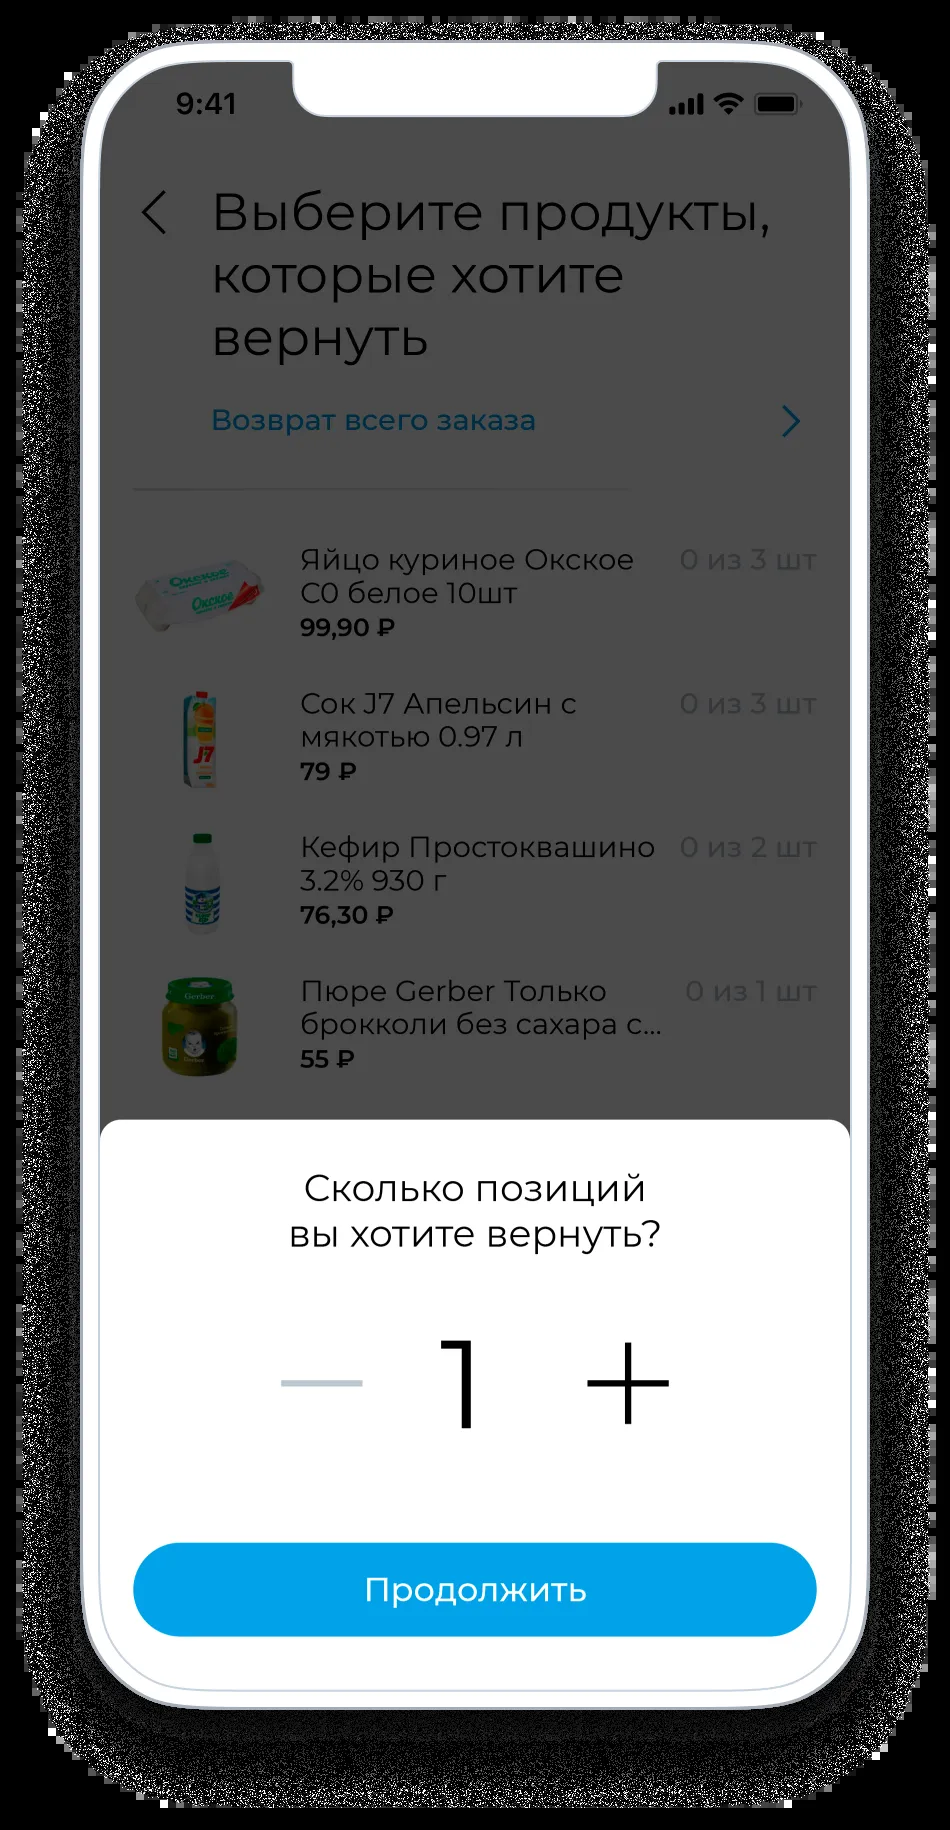 9:41
Выберите продукты,
которые хотите
вернуть
Возврат всего заказа
Яйцо куриное Окское
С0 белое 10шт
99,90 ₽
0 из 3 шт
Окское
Окское
Сок J7 Апельсин с
мякотью 0.97 л
79 ₽
0 из 3 шт
J7
Кефир Простоквашино
3.2% 930 г
76,30 ₽
0 из 2 шт
Пюре Gerber Только
брокколи без сахара с...
55 ₽
0 из 1 шт
Gerber
Gerber
Сколько позиций
вы хотите вернуть?
1
Продолжить